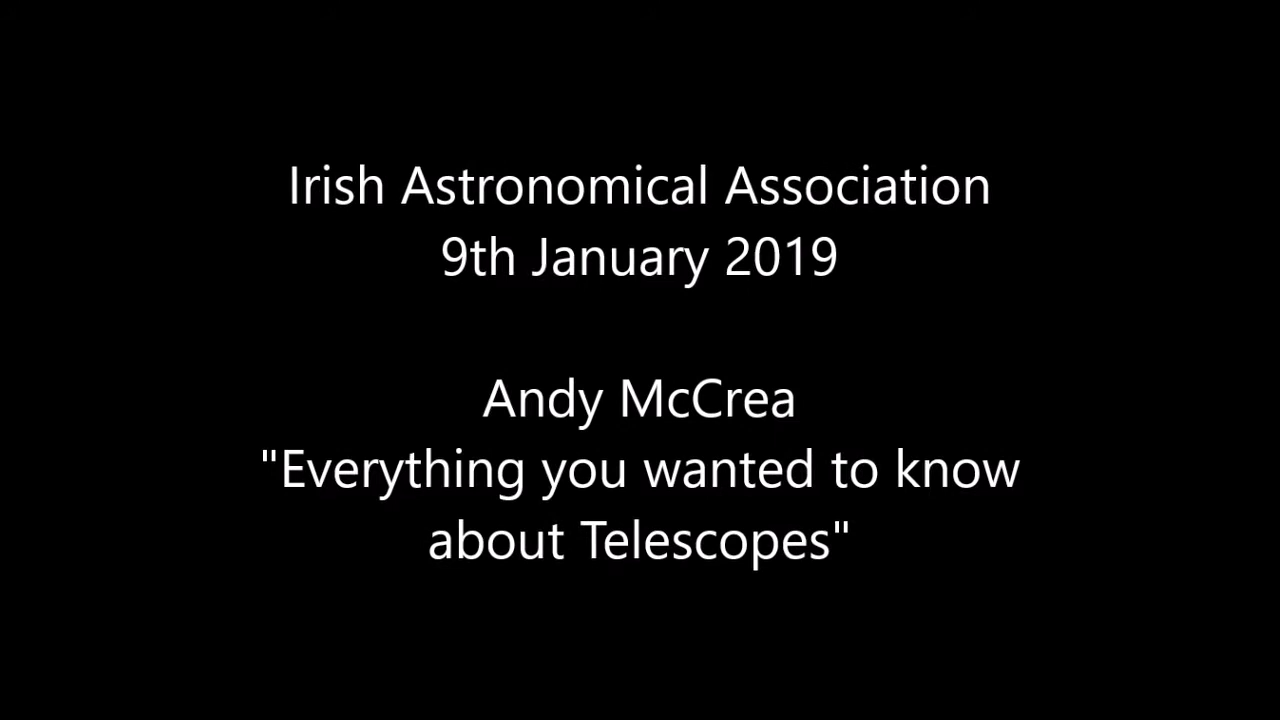 Irish Astronomical Association
9th January 2019
Andy McCrea
"Everything you wanted to know
about Telescopes"